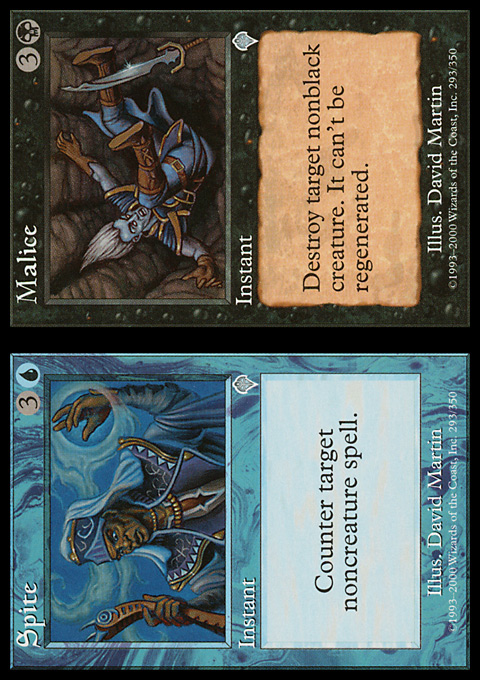 Malice 3
Instant
Destroy target nonblack
creature. It can't be
regenerated.
Illus. David Martin
©1993-2000 Wizards of the Coast, Inc. 293/350
Spite 3
Instant
Counter target
noncreature spell.
Illus. David Martin
©1993-2000 Wizards of the Coast, Inc. 293/350